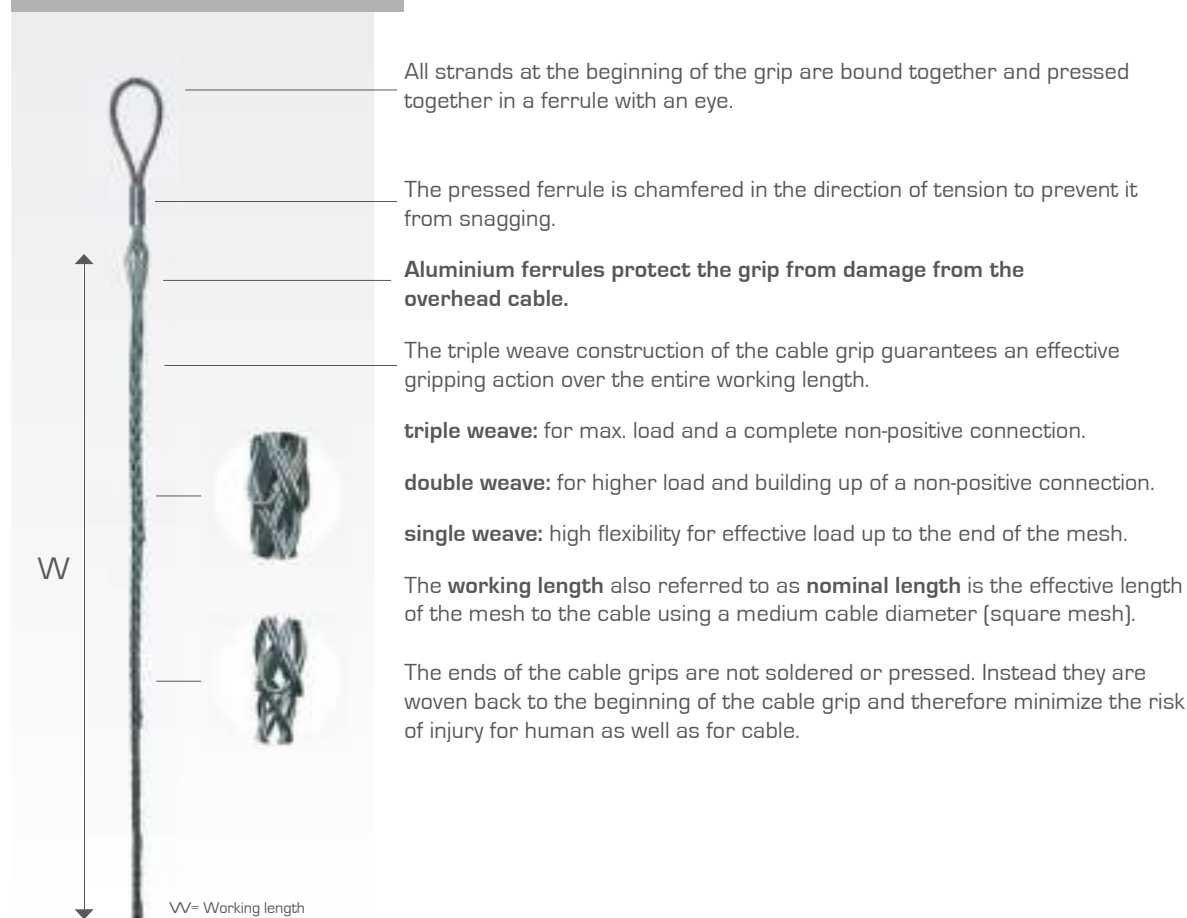 All strands at the beginning of the grip are bound together and pressed
together in a ferrule with an eye.
The pressed ferrule is chamfered in the direction of tension to prevent it
from snagging.
Aluminium ferrules protect the grip from damage from the
overhead cable.
The triple weave construction of the cable grip guarantees an effective
gripping action over the entire working length.
triple weave: for max. load and a complete non-positive connection.
double weave: for higher load and building up of a non-positive connection.
single weave: high flexibility for effective load up to the end of the mesh.
W
The working length also referred to as nominal length is the effective length
of the mesh to the cable using a medium cable diameter (square mesh).
The ends of the cable grips are not soldered or pressed. Instead they are
woven back to the beginning of the cable grip and therefore minimize the risk
of injury for human as well as for cable.
W= Working length